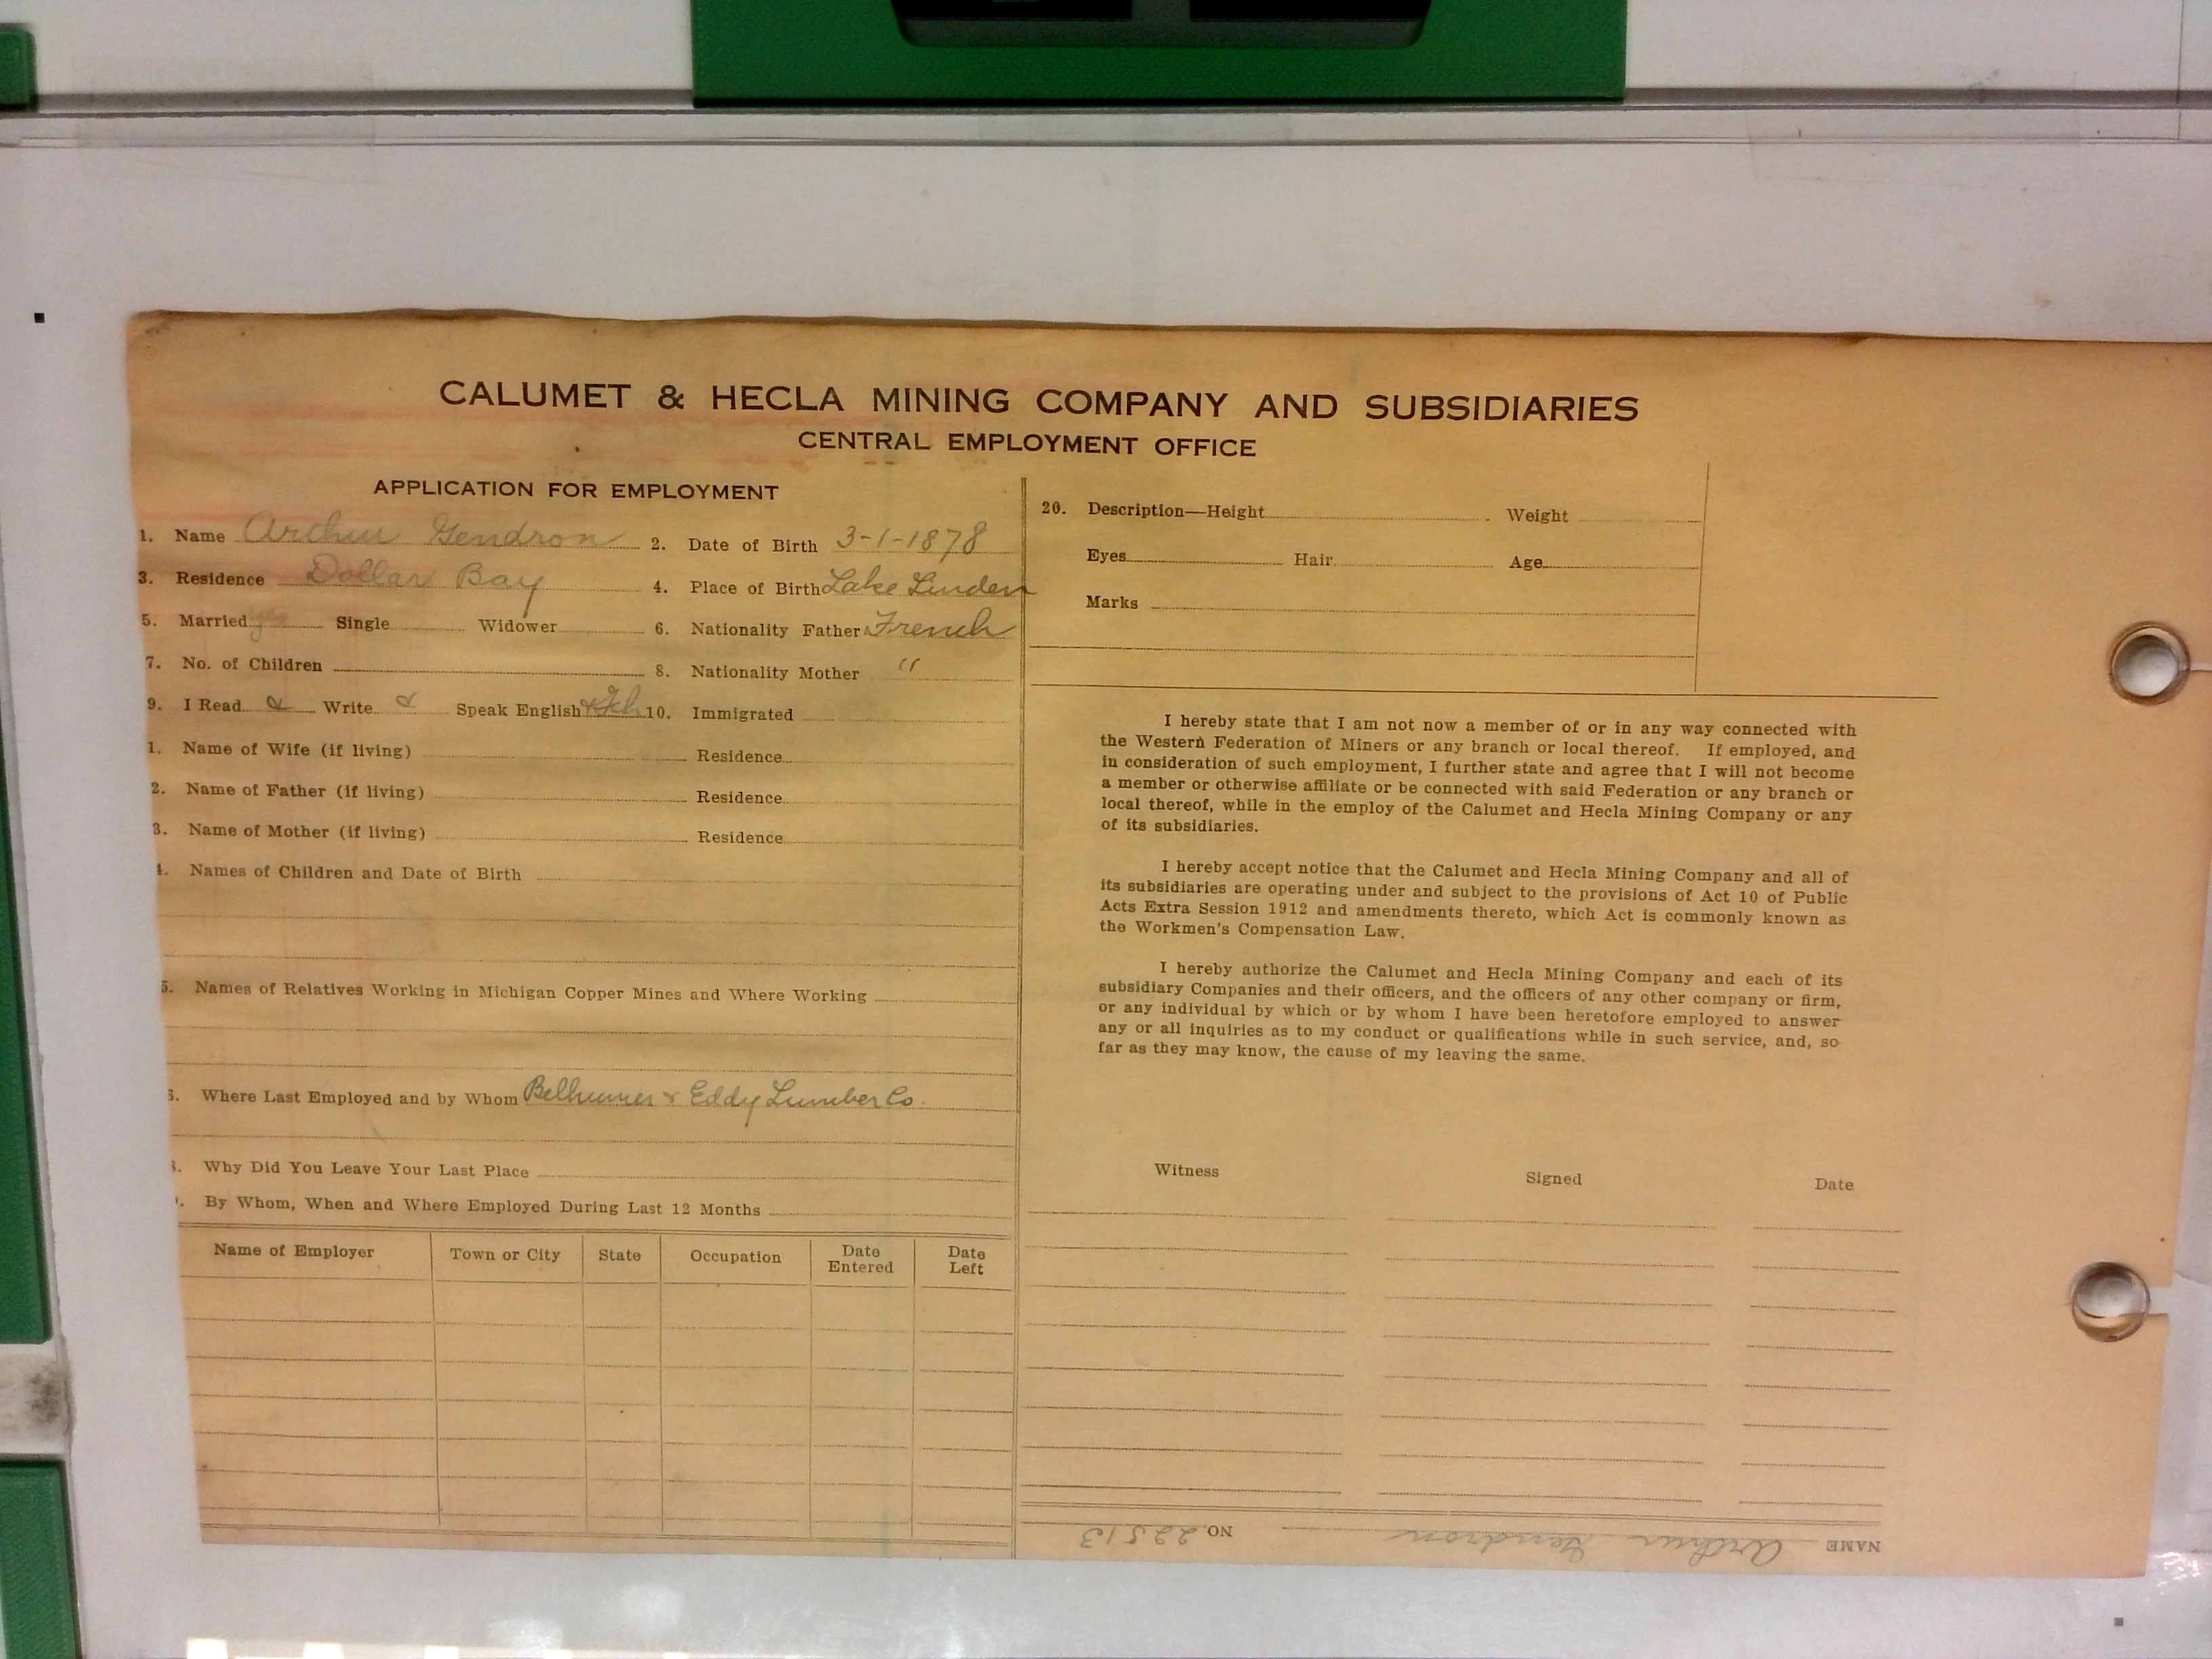 CALUMET & HECLA MINING COMPANY AND SUBSIDIARIES
CENTRAL EMPLOYMENT OFFICE
APPLICATION FOR EMPLOYMENT
1. Name Arthur Gendron 2. Date of Birth 3-1-1878
3. Residence Dollar Bay 4. Place of Birth Lake Linden
5. Married yes Single Widower 6. Nationality Father French
7. No. of Children 8. Nationality Mother "
9. I Read & Write & Speak English 10. Immigrated
1. Name of Wife (if living) Residence
2. Name of Father (if living) Residence
3. Name of Mother (if living) Residence
4. Names of Children and Date of Birth
5. Names of Relatives Working in Michigan Copper Mines and Where Working
6. Where Last Employed and by Whom Belhumer & Eddy Lumber Co.
8. Why Did You Leave Your Last Place
. By Whom, When and Where Employed During Last 12 Months
Name of Employer Town or City State Occupation Date Entered Date Left
20. Description—Height Weight
Eyes Hair Age
Marks
I hereby state that I am not now a member of or in any way connected with
the Western Federation of Miners or any branch or local thereof. If employed, and
in consideration of such employment, I further state and agree that I will not become
a member or otherwise affiliate or be connected with said Federation or any branch or
local thereof, while in the employ of the Calumet and Hecla Mining Company or any
of its subsidiaries.
I hereby accept notice that the Calumet and Hecla Mining Company and all of
its subsidiaries are operating under and subject to the provisions of Act 10 of Public
Acts Extra Session 1912 and amendments thereto, which Act is commonly known as
the Workmen's Compensation Law.
I hereby authorize the Calumet and Hecla Mining Company and each of its
subsidiary Companies and their officers, and the officers of any other company or firm,
or any individual by which or by whom I have been heretofore employed to answer
any or all inquiries as to my conduct or qualifications while in such service, and, so
far as they may know, the cause of my leaving the same.
Witness Signed Date
NAME Arthur Gendron NO. 22513